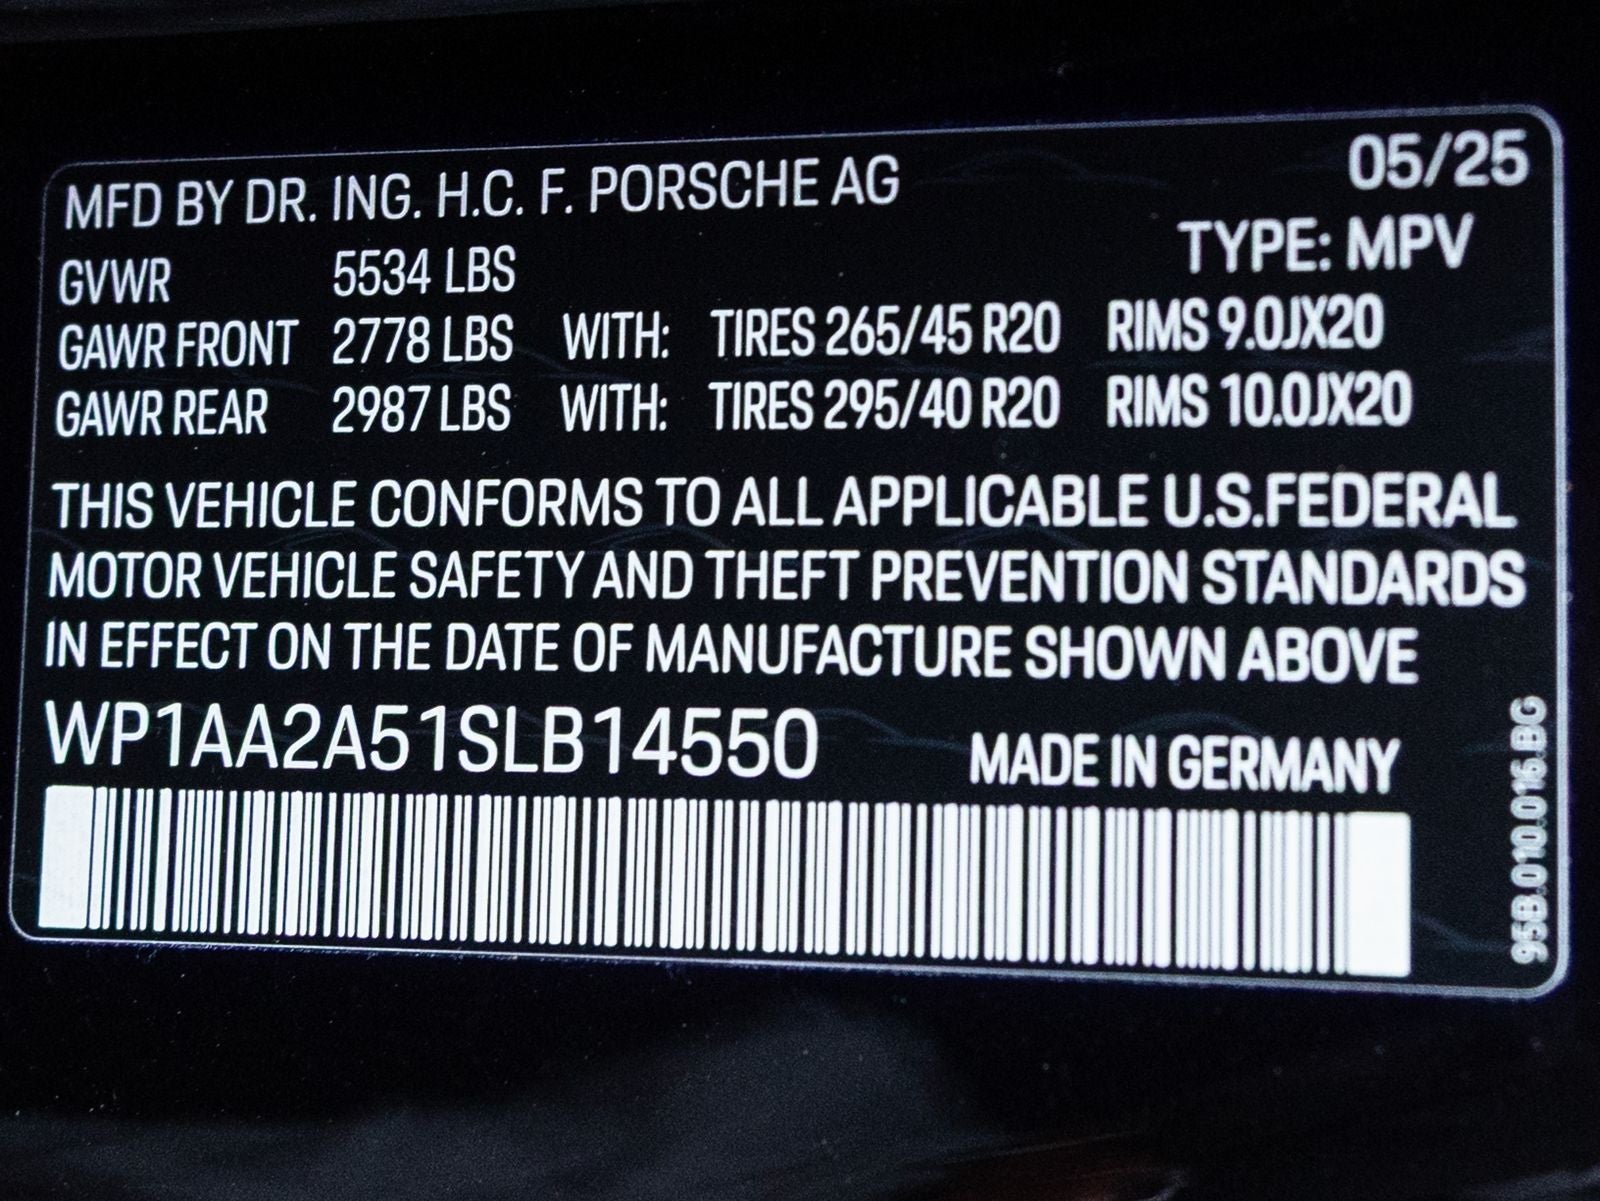 MFD BY DR. ING. H.C. F. PORSCHE AG 05/25
GVWR 5534 LBS TYPE: MPV
GAWR FRONT 2778 LBS WITH: TIRES 265/45 R20 RIMS 9.0JX20
GAWR REAR 2987 LBS WITH: TIRES 295/40 R20 RIMS 10.0JX20
THIS VEHICLE CONFORMS TO ALL APPLICABLE U.S.FEDERAL
MOTOR VEHICLE SAFETY AND THEFT PREVENTION STANDARDS
IN EFFECT ON THE DATE OF MANUFACTURE SHOWN ABOVE
WP1AA2A51SLB14550 MADE IN GERMANY
95B.010.015.BG